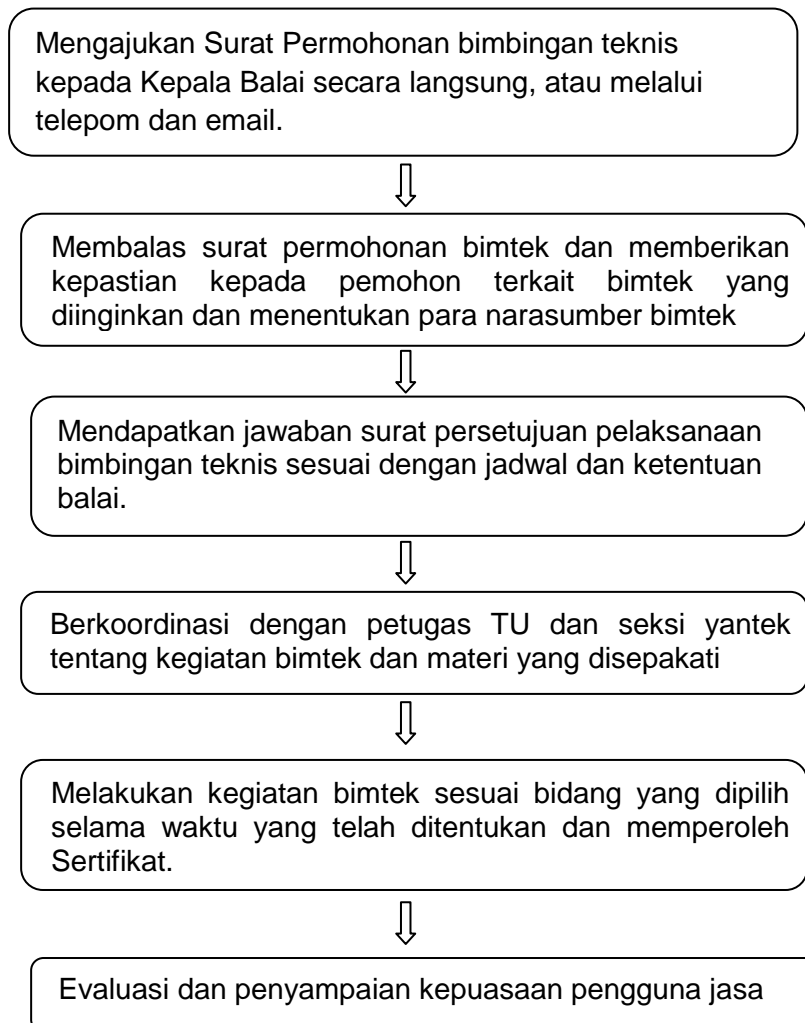 Mengajukan Surat Permohonan bimbingan teknis
kepada Kepala Balai secara langsung, atau melalui
telepom dan email.
Membalas surat permohonan bimtek dan memberikan
kepastian kepada pemohon terkait bimtek yang
diinginkan dan menentukan para narasumber bimtek
Mendapatkan jawaban surat persetujuan pelaksanaan
bimbingan teknis sesuai dengan jadwal dan ketentuan
balai.
Berkoordinasi dengan petugas TU dan seksi yantek
tentang kegiatan bimtek dan materi yang disepakati
Melakukan kegiatan bimtek sesuai bidang yang dipilih
selama waktu yang telah ditentukan dan memperoleh
Sertifikat.
Evaluasi dan penyampaian kepuasaan pengguna jasa